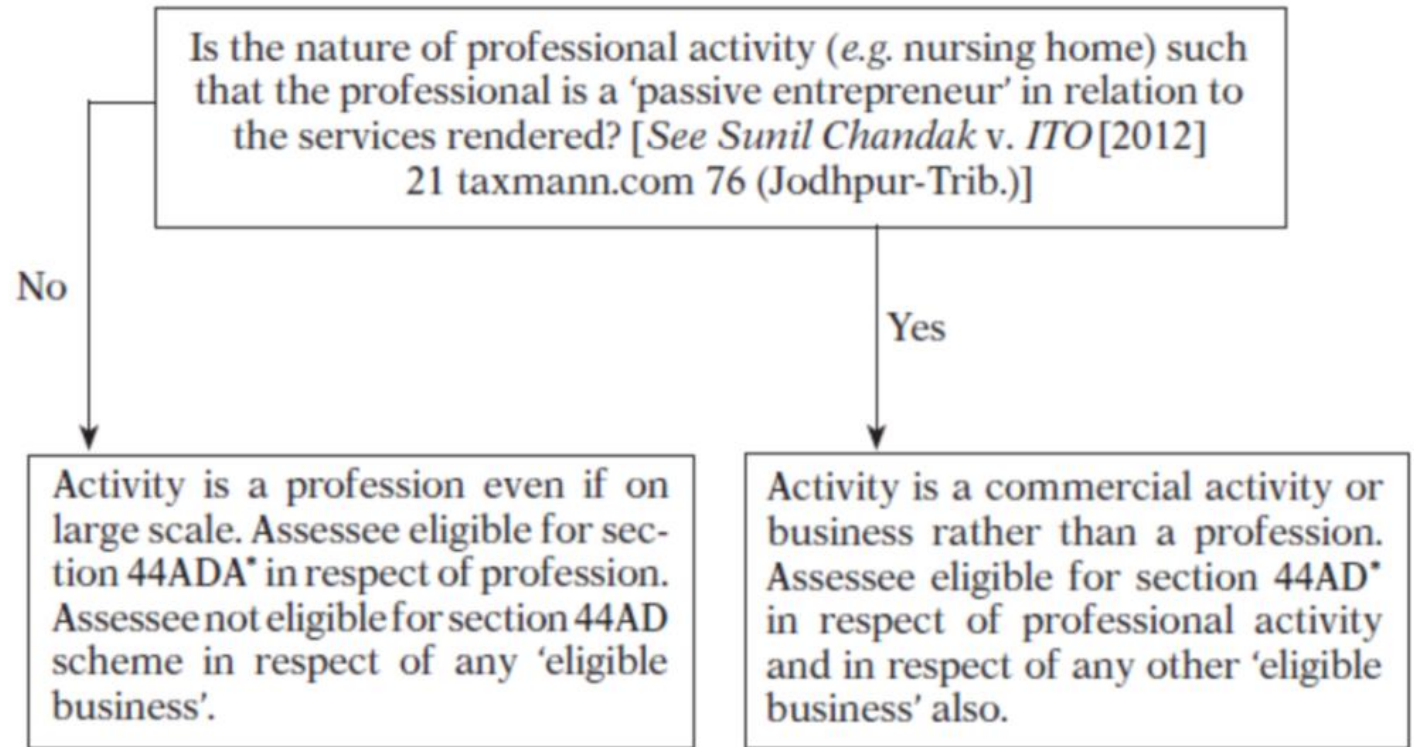 Is the nature of professional activity (e.g. nursing home) such
that the professional is a ‘passive entrepreneur’ in relation to
the services rendered? [See Sunil Chandak v. ITO [2012]
21 taxmann.com 76 (Jodhpur-Trib.)]
No
Yes
Activity is a profession even if on
large scale. Assessee eligible for sec-
tion 44ADA* in respect of profession.
Assessee not eligible for section 44AD
scheme in respect of any ‘eligible
business’.
Activity is a commercial activity or
business rather than a profession.
Assessee eligible for section 44AD*
in respect of professional activity
and in respect of any other ‘eligible
business’ also.